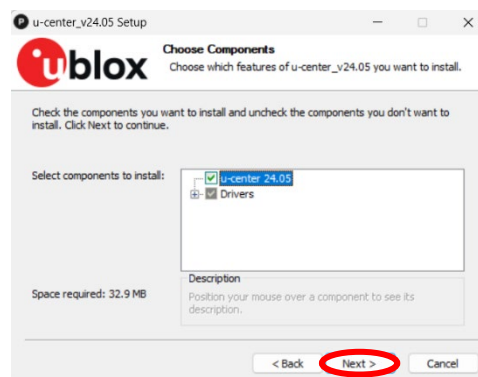 u-center_v24.05 Setup
ublox
Choose Components
Choose which features of u-center_v24.05 you want to install.
Check the components you want to install and uncheck the components you don't want to
install. Click Next to continue.
Select components to install:
u-center 24.05
Drivers
Space required: 32.9 MB
Description
Position your mouse over a component to see its
description.
< Back
Next >
Cancel